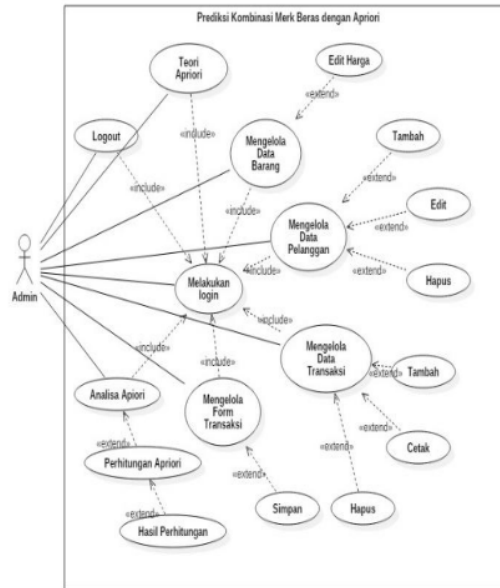 Prediksi Kombinasi Merk Beras dengan Apriori
Teori
Apriori
Edit Harga
«extend»
Logout
«include»
Mengelola
Data
Barang
Tambah
«include»
«extend»
«include»
Edit
«extend»
Mengelola
Data
Pelanggan
Admin
«include»
«extend»
Hapus
Melakukan
login
«include»
Mengelola
Data
Transaksi
«include»
«include»
Tambah
«extend»
Analisa Apiori
Mengelola
Form
Transaksi
«extend»
«extend»
Cetak
Perhitungan Apriori
«extend»
«extend»
«extend»
Simpan
Hapus
Hasil Perhitungan